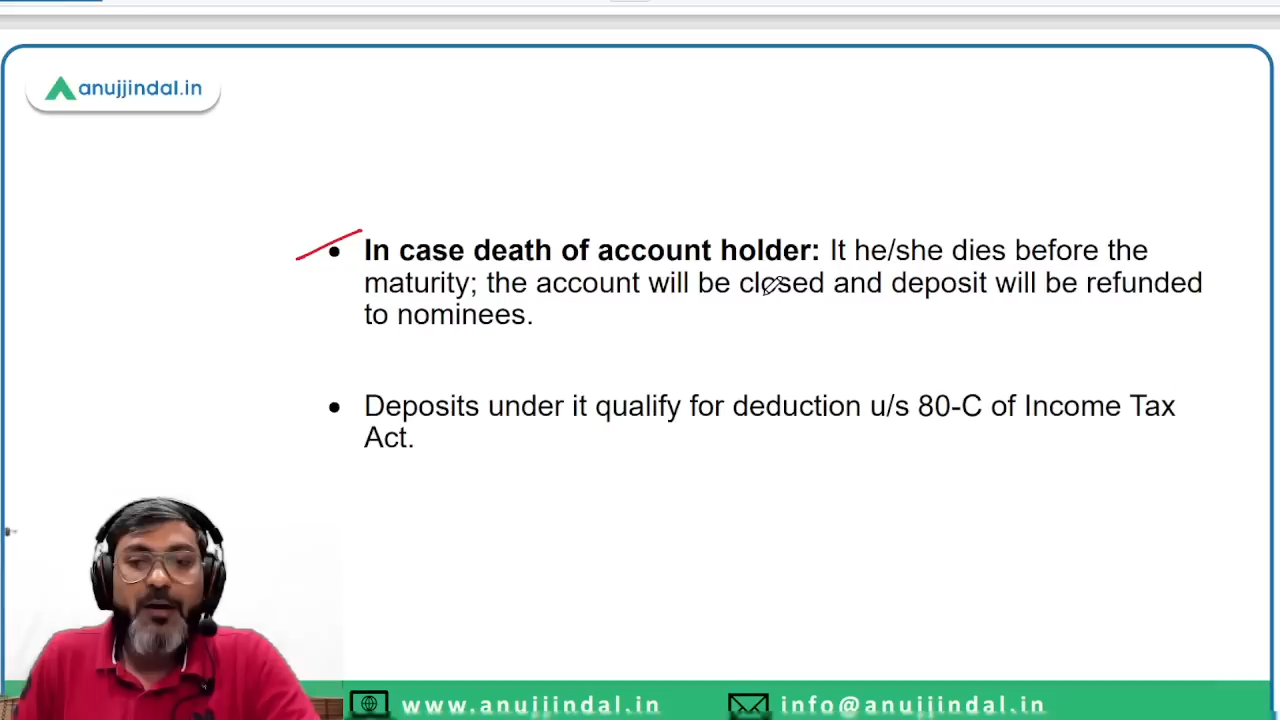 anujjindal.in
• In case death of account holder: It he/she dies before the
maturity; the account will be closed and deposit will be refunded
to nominees.
• Deposits under it qualify for deduction u/s 80-C of Income Tax
Act.
www.anujjindal.in info@anujjindal.in